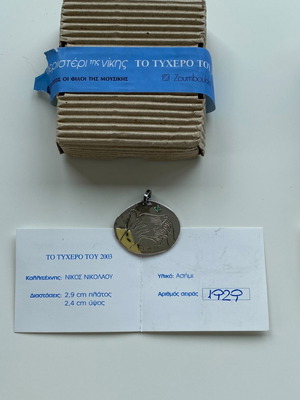 περιστέρι της νίκης ΤΟ ΤΥΧΕΡΟ ΤΟΥ
ΟΙ ΦΙΛΟΙ ΤΗΣ ΜΟΥΣΙΚΗΣ
ΤΟ ΤΥΧΕΡΟ ΤΟΥ 2003
Καλλιτέχνης: ΝΙΚΟΣ ΝΙΚΟΛΑΟΥ
Διαστάσεις: 2,9 cm πλάτος
2,4 cm ύψος
Υλικό: Ασήμι
Αριθμός σειράς 1929